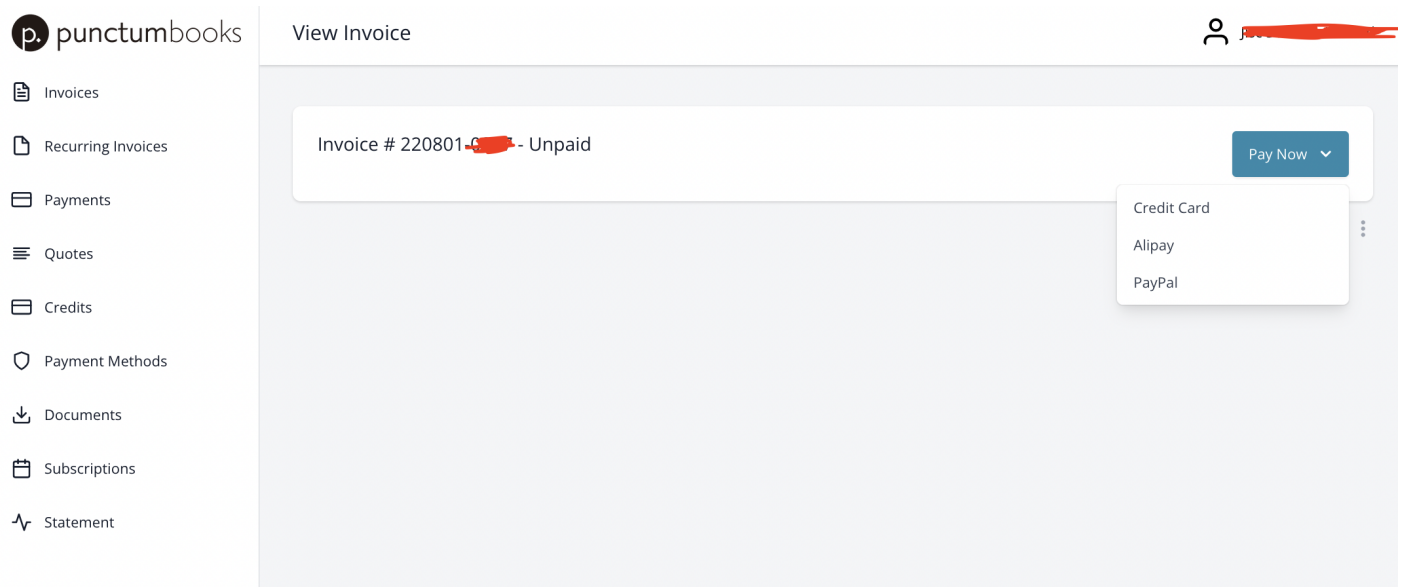 p. punctumbooks
View Invoice
Invoices
Recurring Invoices
Payments
Quotes
Credits
Payment Methods
Documents
Subscriptions
Statement
Invoice # 220801- - Unpaid
Pay Now
Credit Card
Alipay
PayPal